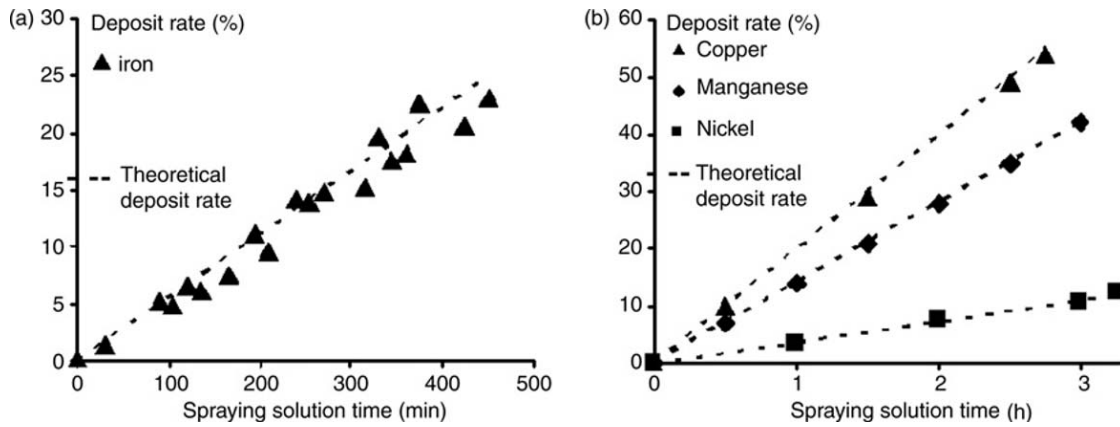 (a)
Deposit rate (%)
iron
Theoretical
deposit rate
30
25
20
15
10
5
0
0 100 200 300 400 500
Spraying solution time (min)
(b)
Deposit rate (%)
Copper
Manganese
Nickel
Theoretical
deposit rate
60
50
40
30
20
10
0
0 1 2 3
Spraying solution time (h)